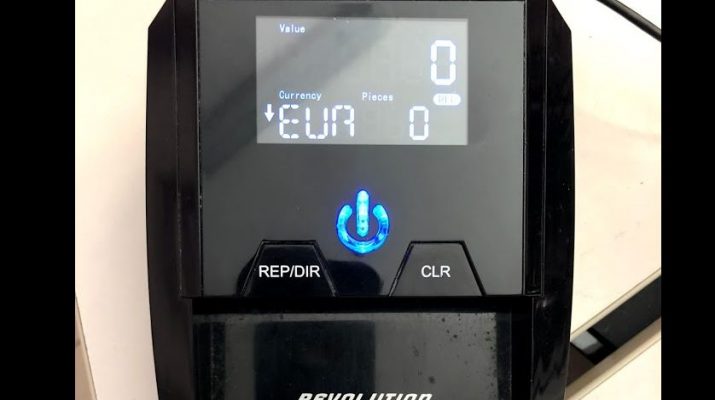 Value
0
Currency Pieces
EUR 0
REP/DIR CLR
REVOLUTION